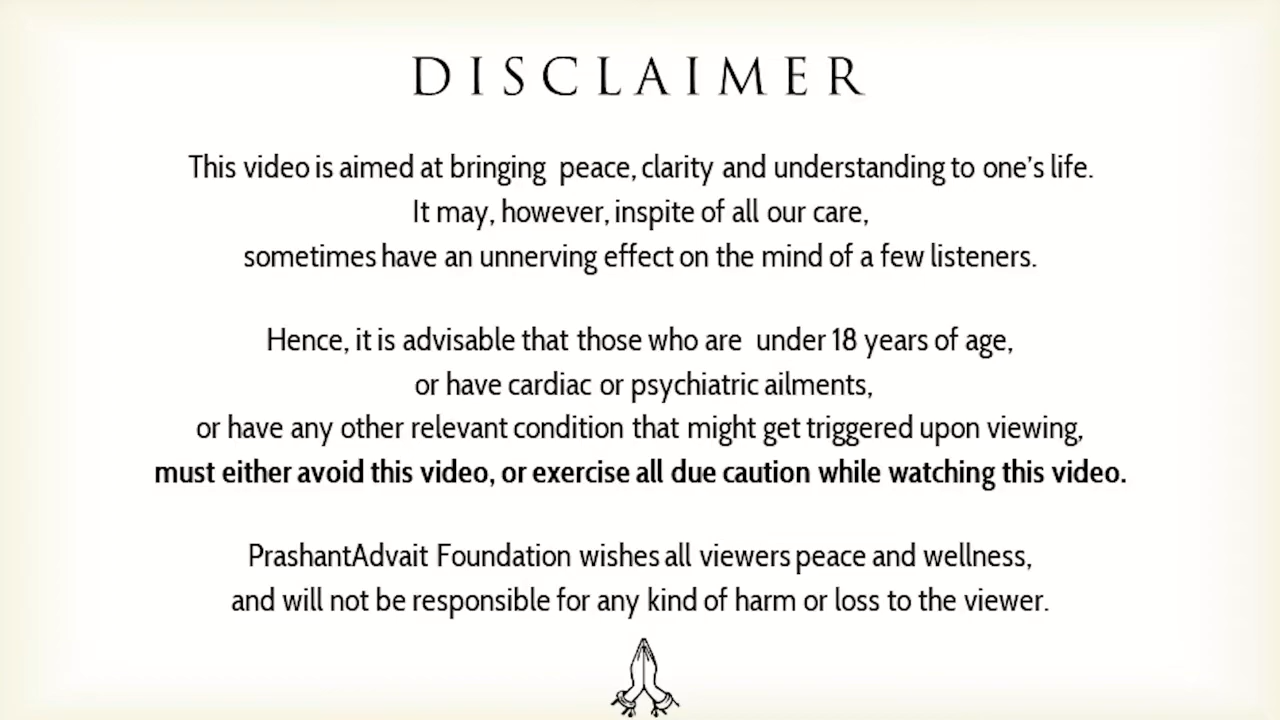 DISCLAIMER
This video is aimed at bringing peace, clarity and understanding to one's life.
It may, however, inspite of all our care,
sometimes have an unnerving effect on the mind of a few listeners.
Hence, it is advisable that those who are under 18 years of age,
or have cardiac or psychiatric ailments,
or have any other relevant condition that might get triggered upon viewing,
must either avoid this video, or exercise all due caution while watching this video.
PrashantAdvait Foundation wishes all viewers peace and wellness,
and will not be responsible for any kind of harm or loss to the viewer.